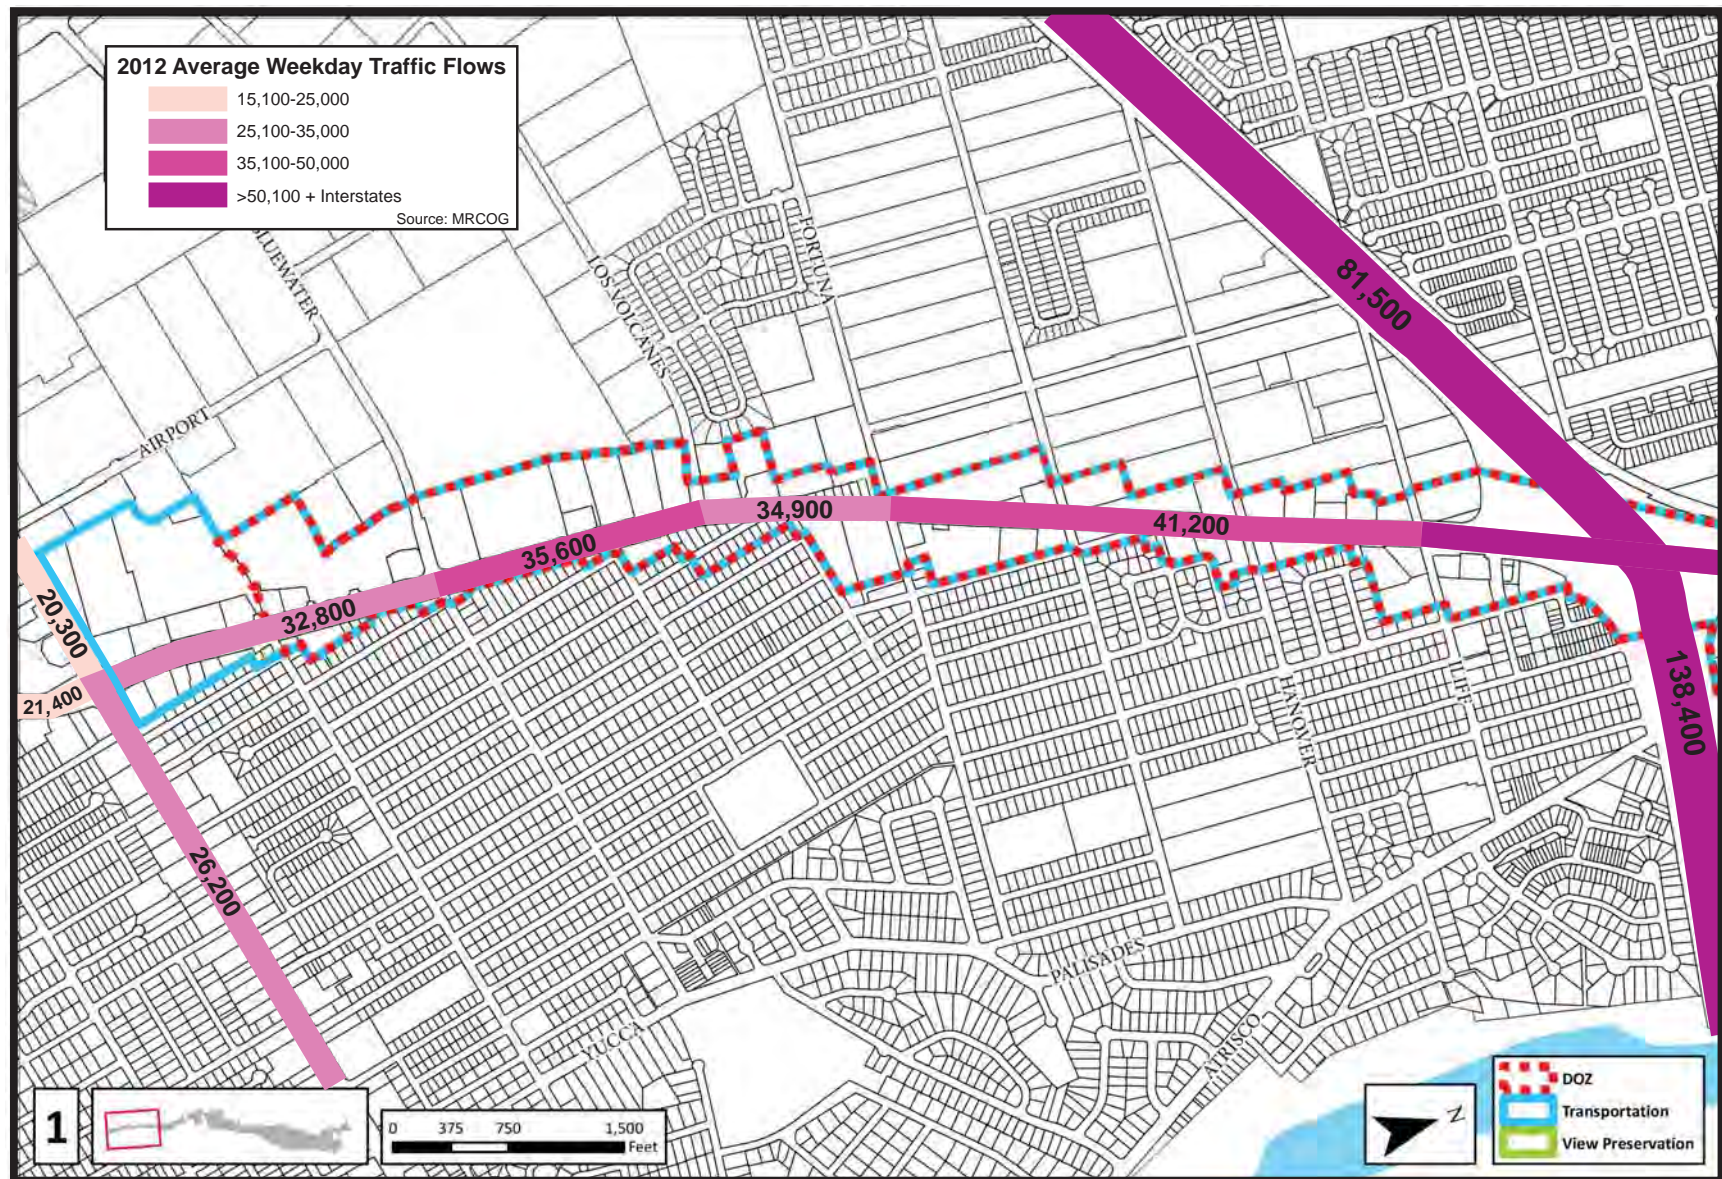 2012 Average Weekday Traffic Flows
15,100-25,000
25,100-35,000
35,100-50,000
>50,100 + Interstates
Source: MRCOG
BLUEWATER
LOS VOLCANES
FORTUNA
81,500
AIRPORT
34,900
41,200
35,600
20,300
32,800
21,400
138,400
HANOVER
26,200
PALISADES
YUCCA
ATRISCO
1
0 375 750 1,500
Feet
N
DOZ
Transportation
View Preservation